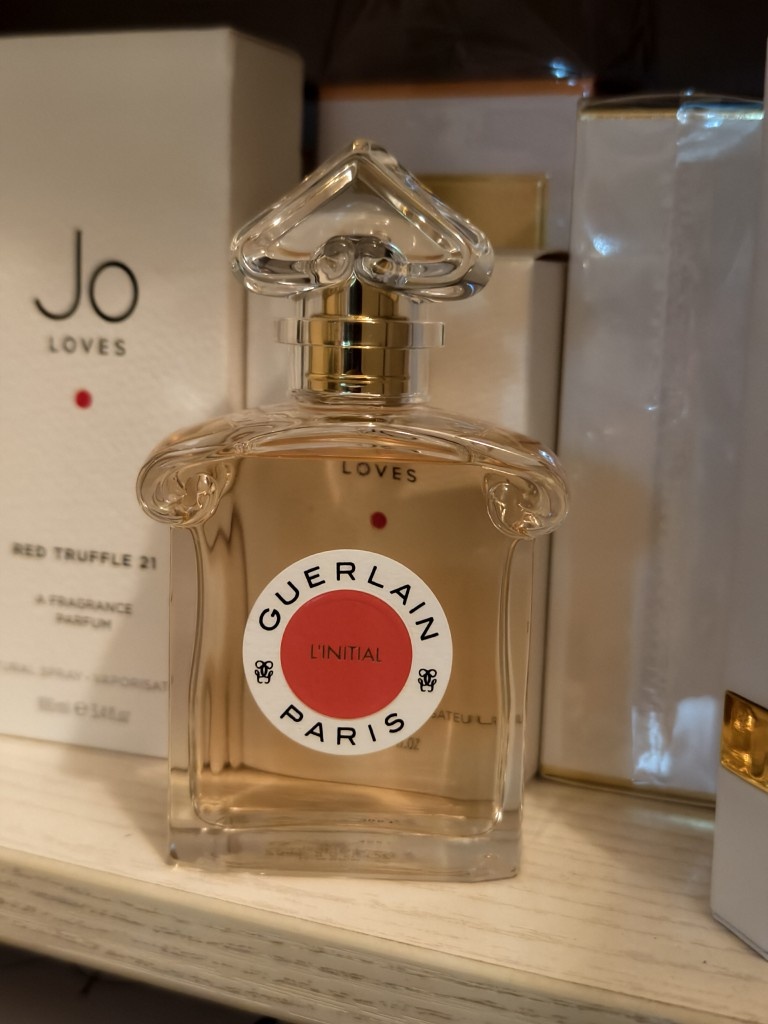 Jo
LOVES
RED TRUFFLE 21
A FRAGRANCE
PARFUM
LOVES
GUERLAIN
L'INITIAL
PARIS